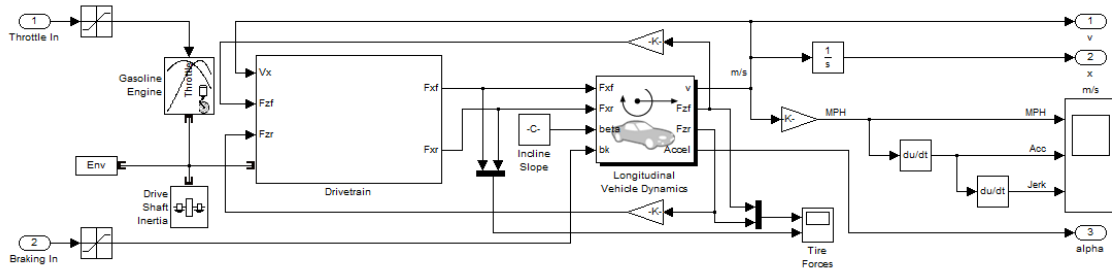 1
Throttle In
Gasoline
Engine
Throttle
Env
Drive
Shaft
Inertia
2
Braking In
Vx
Fzf
Fzr
Fxf
Fxr
Drivetrain
-K-
-K-
-C-
Incline
Slope
Fxf
Fxr
beta
bk
v
Fzf
Fzr
Accel
Longitudinal
Vehicle Dynamics
m/s
1
s
-K-
MPH
du/dt
du/dt
Tire
Forces
1
v
2
x
m/s
MPH
Acc
Jerk
3
alpha